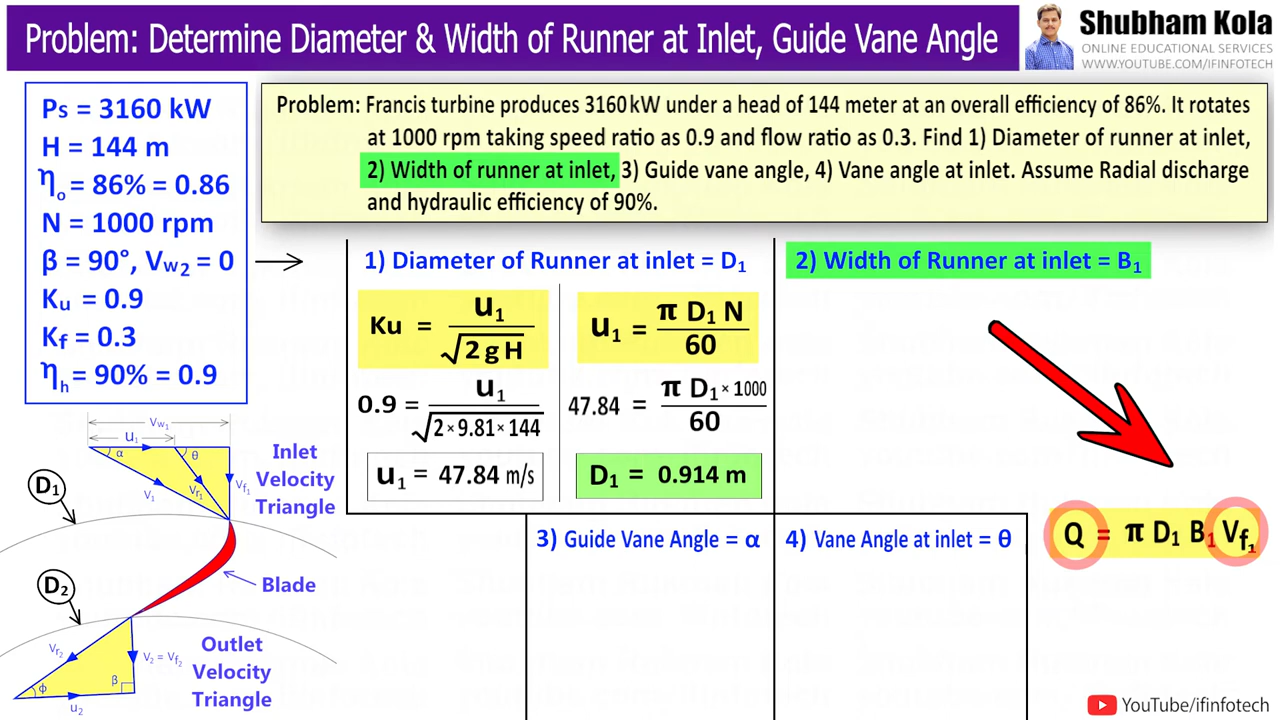 Problem: Determine Diameter & Width of Runner at Inlet, Guide Vane Angle
Shubham Kola
ONLINE EDUCATIONAL SERVICES
WWW.YOUTUBE.COM/IFINFOTECH
Ps = 3160 kW
H = 144 m
ηo = 86% = 0.86
N = 1000 rpm
β = 90°, Vw2 = 0
Ku = 0.9
Kf = 0.3
ηh = 90% = 0.9
Problem: Francis turbine produces 3160kW under a head of 144 meter at an overall efficiency of 86%. It rotates
at 1000 rpm taking speed ratio as 0.9 and flow ratio as 0.3. Find 1) Diameter of runner at inlet,
2) Width of runner at inlet, 3) Guide vane angle, 4) Vane angle at inlet. Assume Radial discharge
and hydraulic efficiency of 90%.
1) Diameter of Runner at inlet = D1
Ku = u1 / √2 g H
0.9 = u1 / √2×9.81×144
u1 = 47.84 m/s
u1 = π D1 N / 60
47.84 = π D1×1000 / 60
D1 = 0.914 m
2) Width of Runner at inlet = B1
Q = π D1 B1 Vf1
3) Guide Vane Angle = α
4) Vane Angle at inlet = θ
Vw1
u1
α
θ
V1
Vr1
Vf1
Inlet
Velocity
Triangle
D1
Blade
D2
Vr2
V2 = Vf2
β
ϕ
u2
Outlet
Velocity
Triangle
YouTube/ifinfotech